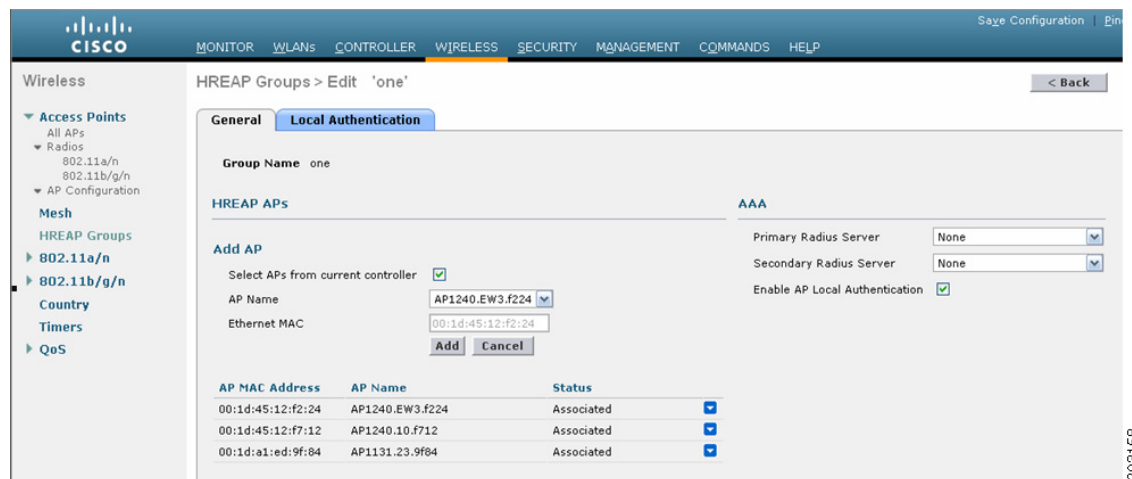 Save Configuration | Pin
CISCO
MONITOR WLANs CONTROLLER WIRELESS SECURITY MANAGEMENT COMMANDS HELP
Wireless
Access Points
All APs
Radios
802.11a/n
802.11b/g/n
AP Configuration
Mesh
HREAP Groups
802.11a/n
802.11b/g/n
Country
Timers
QoS
HREAP Groups > Edit 'one'
< Back
General Local Authentication
Group Name one
HREAP APs
Add AP
Select APs from current controller
AP Name AP1240.EW3.f224
Ethernet MAC 00:1d:45:12:f2:24
Add Cancel
AP MAC Address AP Name Status
00:1d:45:12:f2:24 AP1240.EW3.f224 Associated
00:1d:45:12:f7:12 AP1240.10.f712 Associated
00:1d:a1:ed:9f:84 AP1131.23.9f84 Associated
AAA
Primary Radius Server None
Secondary Radius Server None
Enable AP Local Authentication